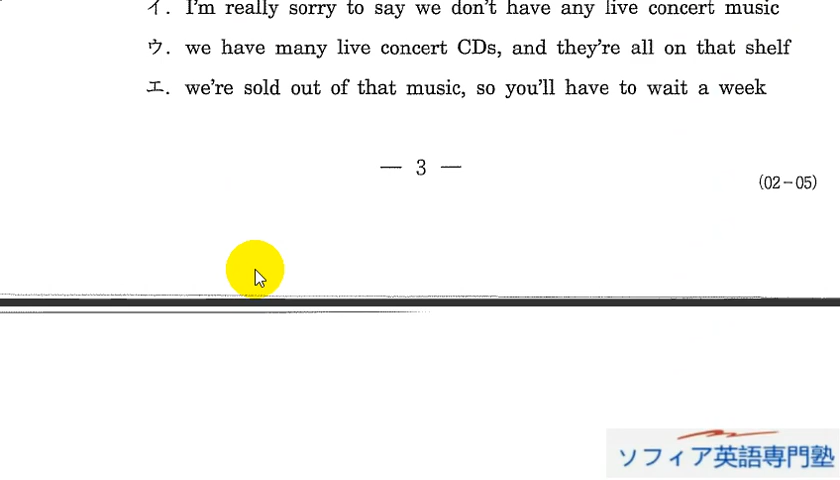 イ. I'm really sorry to say we don't have any live concert music
ウ. we have many live concert CDs, and they're all on that shelf
エ. we're sold out of that music, so you'll have to wait a week
— 3 —
(02−05)
ソフィア英語専門塾